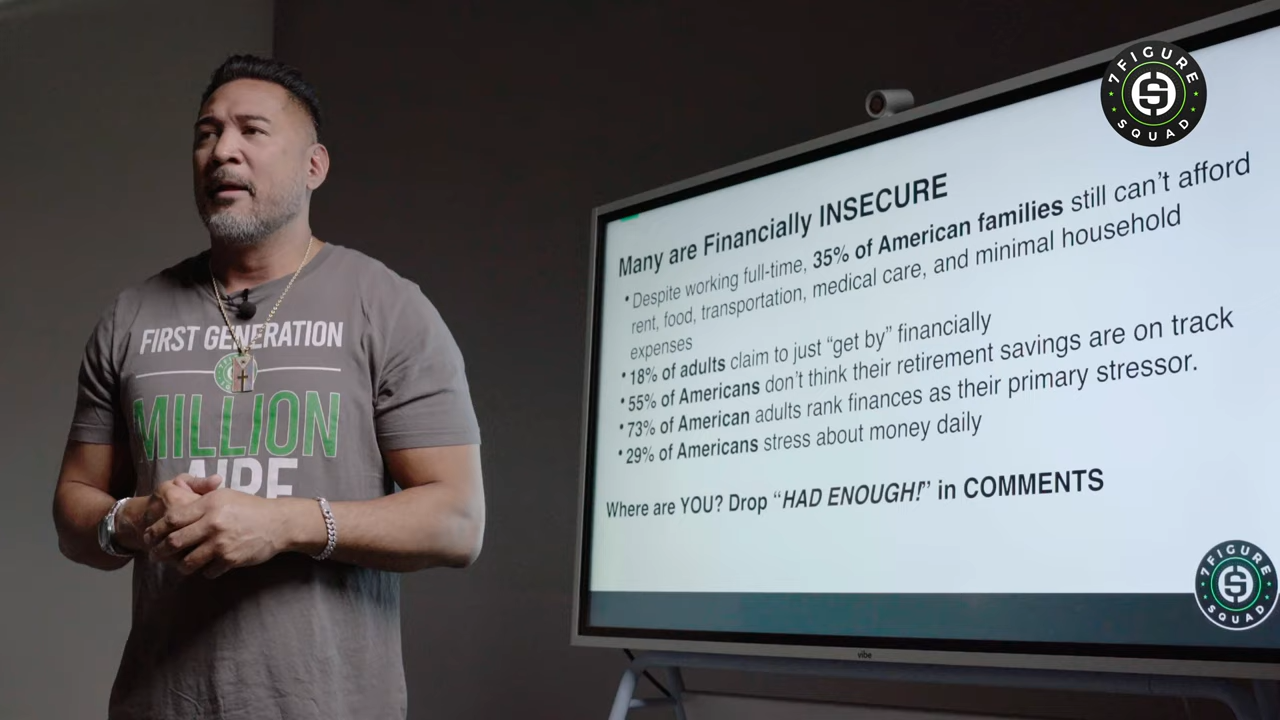 FIRST GENERATION
MILLION
AIRE
7 FIGURE
SQUAD
Many are Financially INSECURE
• Despite working full-time, 35% of American families still can't afford
rent, food, transportation, medical care, and minimal household
expenses
• 18% of adults claim to just “get by” financially
• 55% of Americans don't think their retirement savings are on track
• 73% of American adults rank finances as their primary stressor.
• 29% of Americans stress about money daily
Where are YOU? Drop “HAD ENOUGH!” in COMMENTS
7 FIGURE
SQUAD
vibe